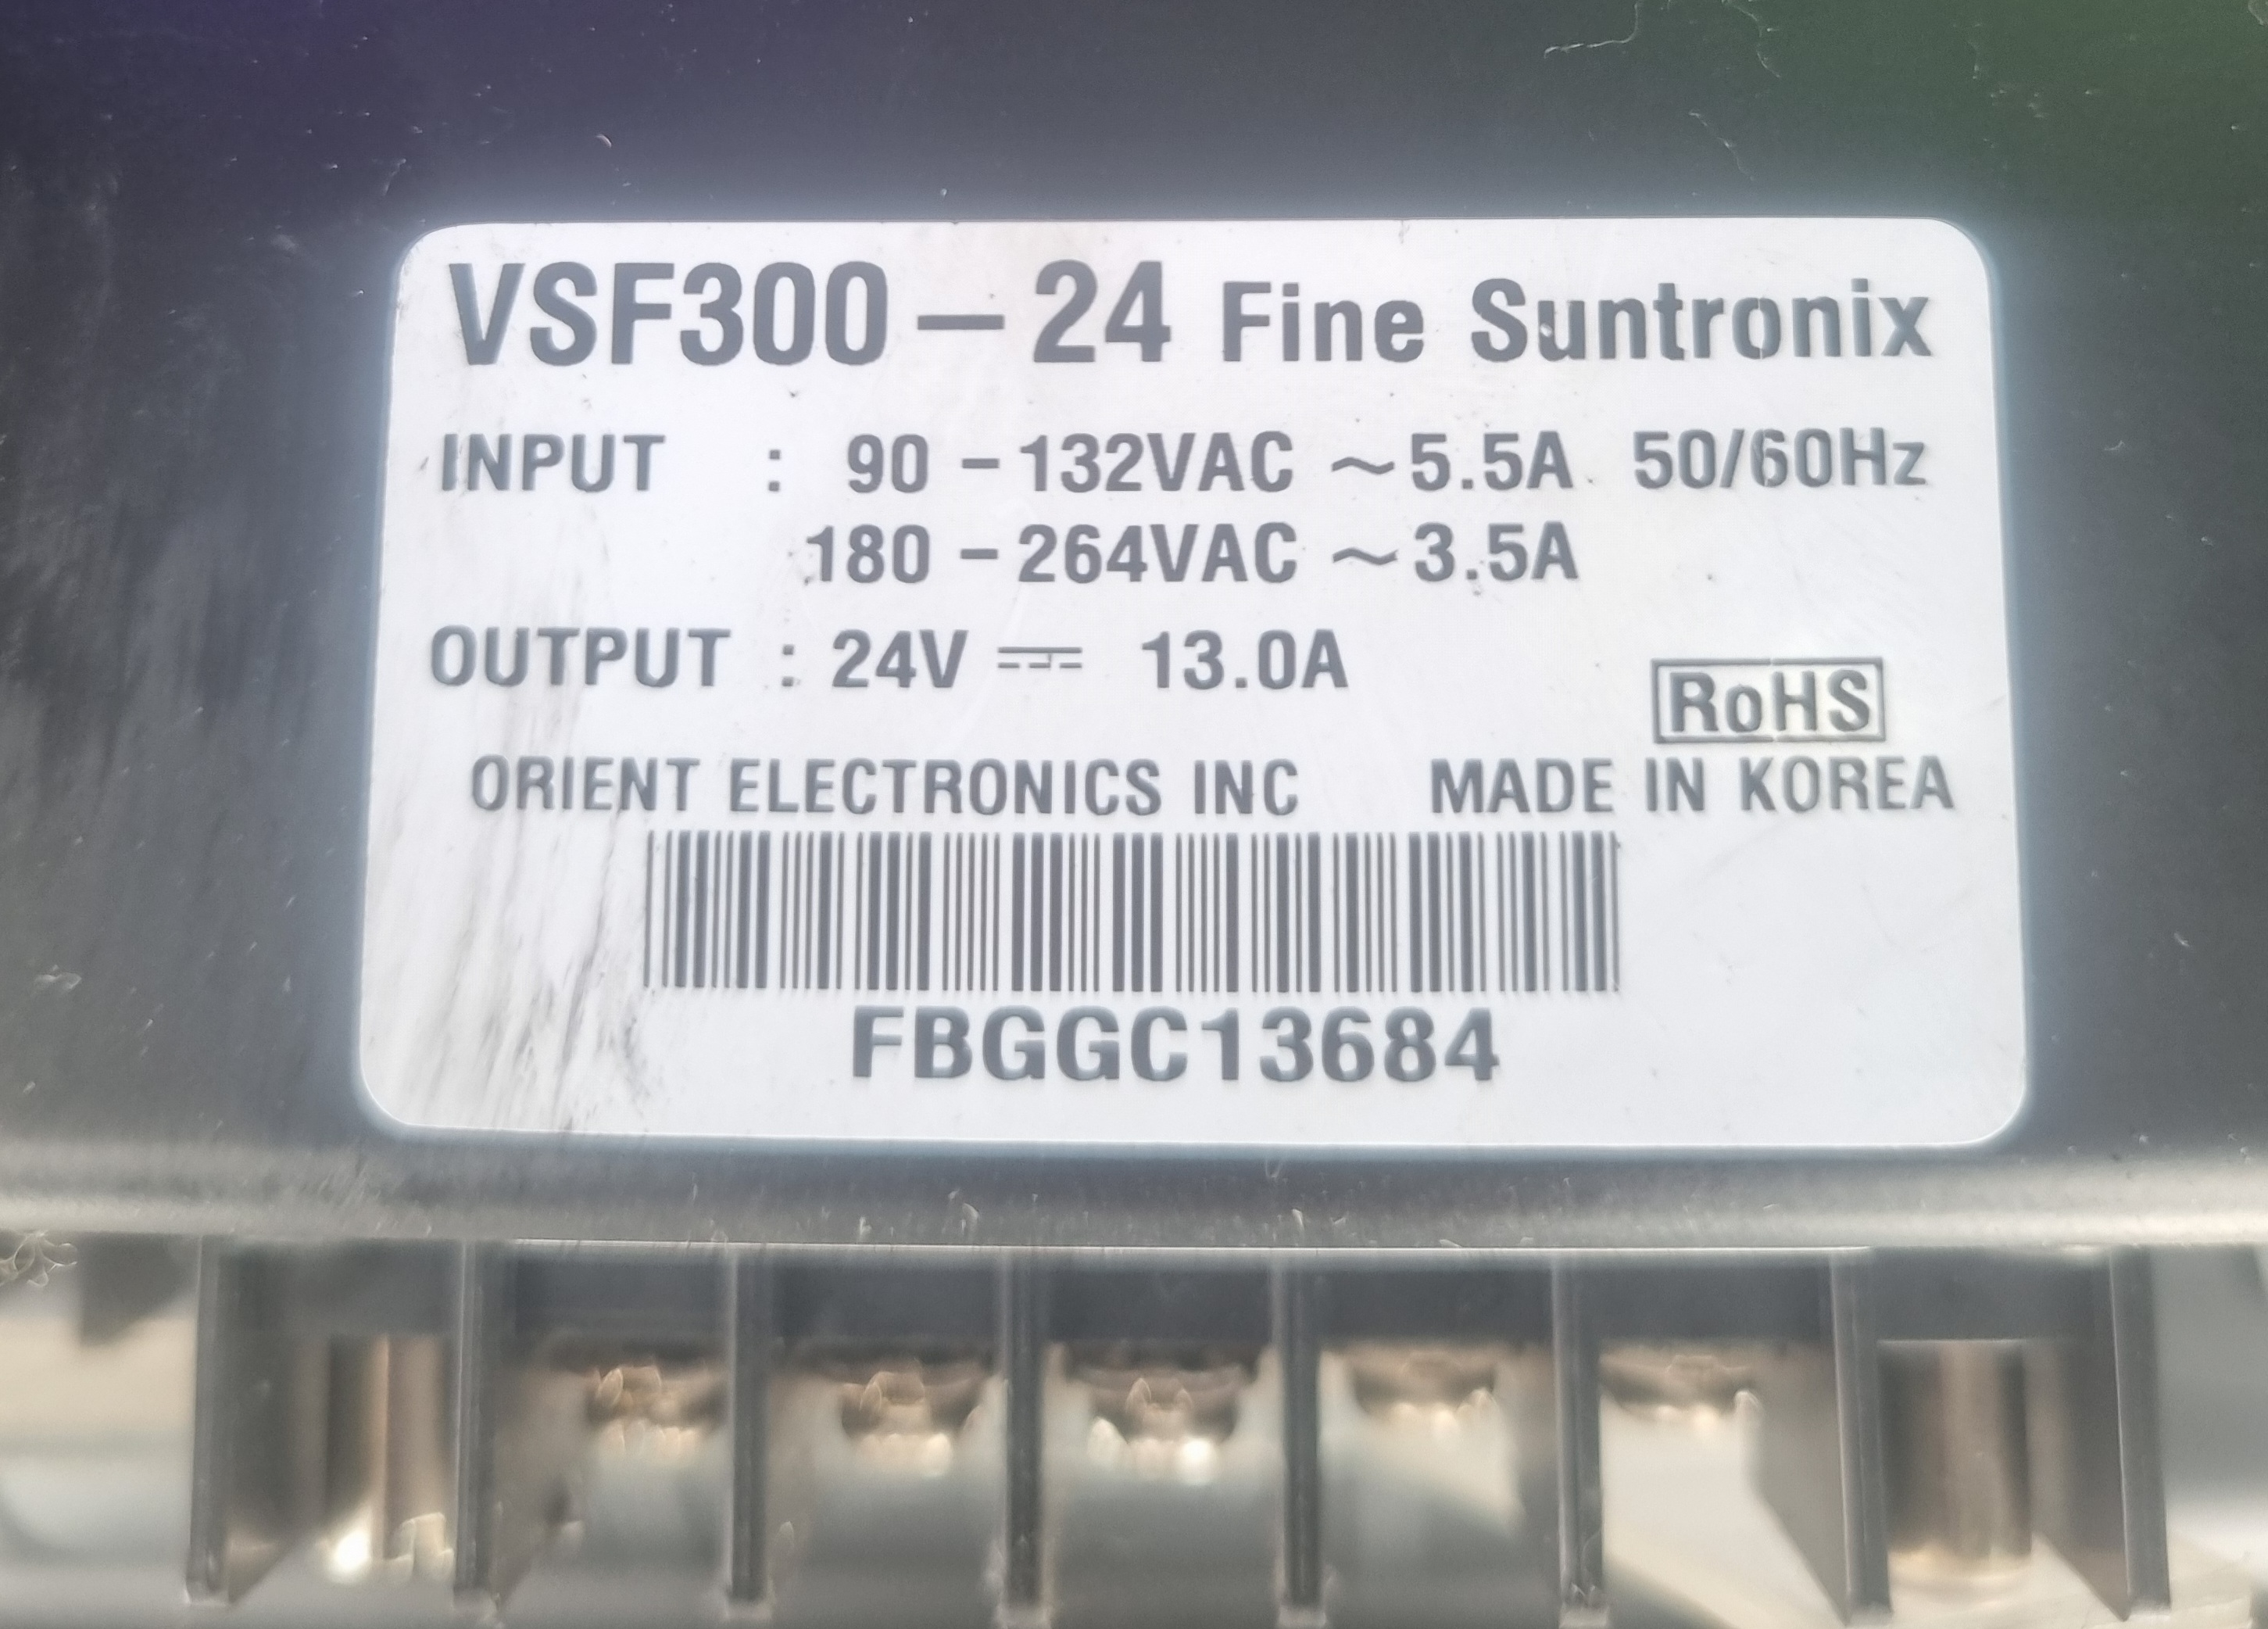 VSF300-24 Fine Suntronix
INPUT : 90-132VAC ~5.5A 50/60Hz
180-264VAC ~3.5A
OUTPUT : 24V ⎓ 13.0A
RoHS
ORIENT ELECTRONICS INC MADE IN KOREA
FBGGC13684